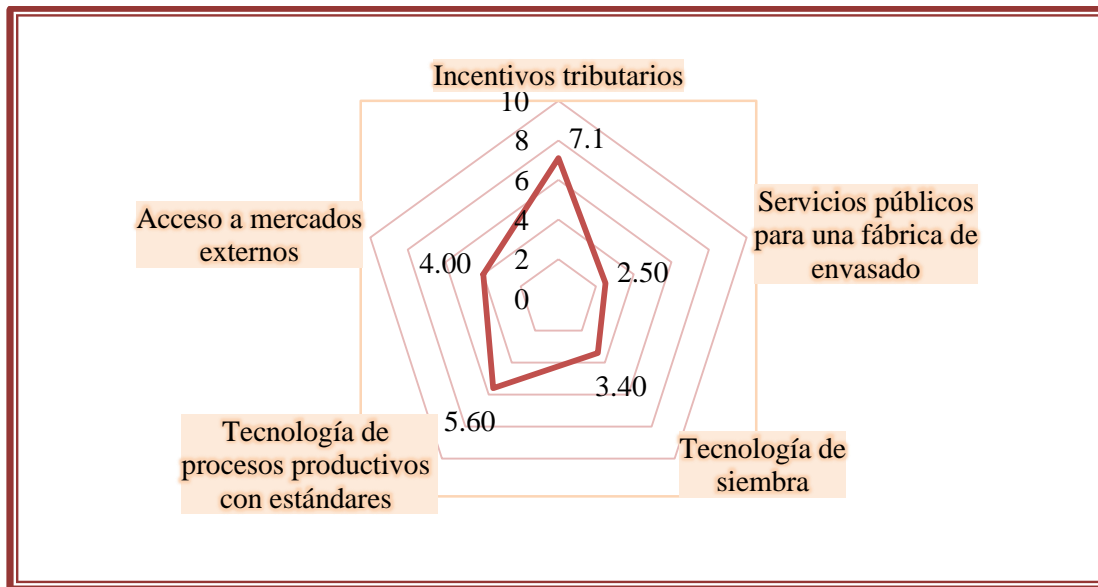 Incentivos tributarios
10
8
6
4
2
0
7.1
2.50
3.40
5.60
4.00
Servicios públicos
para una fábrica de
envasado
Tecnología de
siembra
Tecnología de
procesos productivos
con estándares
Acceso a mercados
externos